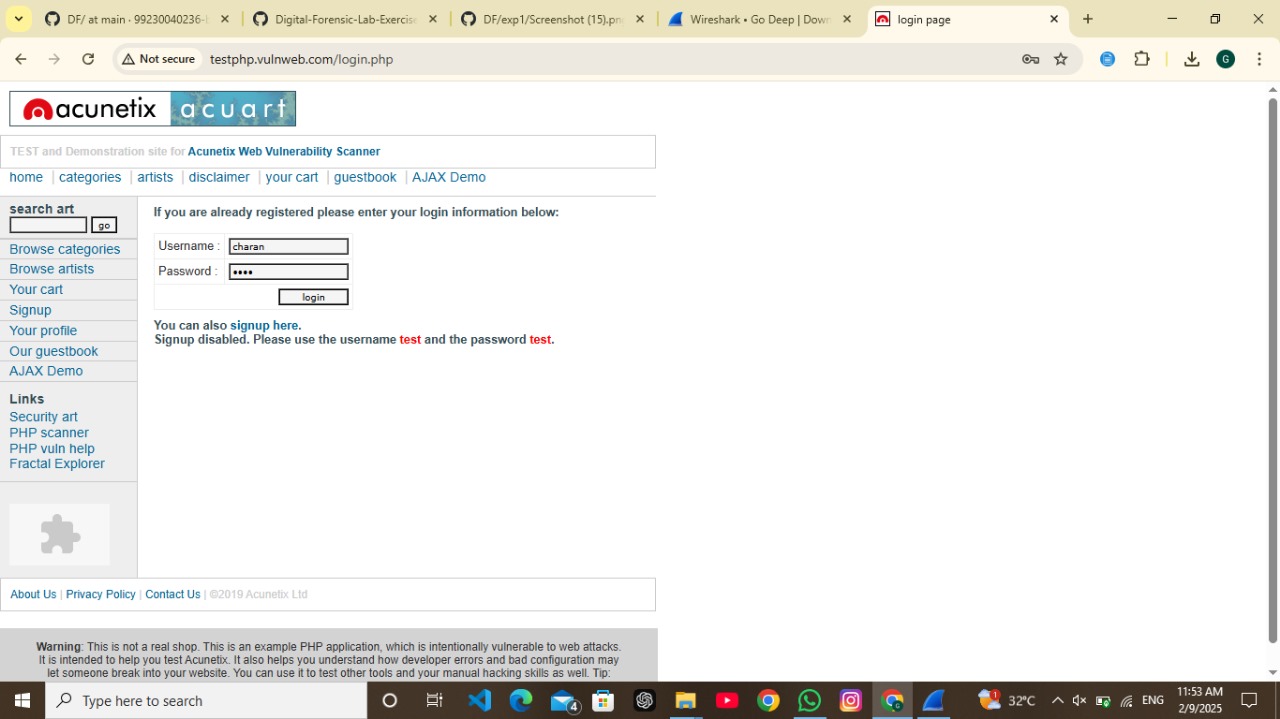 DF/ at main · 99230040236-
Digital-Forensic-Lab-Exercise
DF/exp1/Screenshot (15).pn
Wireshark • Go Deep | Down
login page
Not secure
testphp.vulnweb.com/login.php
G
acunetix acuart
TEST and Demonstration site for Acunetix Web Vulnerability Scanner
home | categories | artists | disclaimer | your cart | guestbook | AJAX Demo
search art
go
Browse categories
Browse artists
Your cart
Signup
Your profile
Our guestbook
AJAX Demo
Links
Security art
PHP scanner
PHP vuln help
Fractal Explorer
If you are already registered please enter your login information below:
Username : charan
Password : ••••
login
You can also signup here.
Signup disabled. Please use the username test and the password test.
About Us | Privacy Policy | Contact Us | ©2019 Acunetix Ltd
Warning: This is not a real shop. This is an example PHP application, which is intentionally vulnerable to web attacks.
It is intended to help you test Acunetix. It also helps you understand how developer errors and bad configuration may
let someone break into your website. You can use it to test other tools and your manual hacking skills as well. Tip:
Type here to search
4
1
32°C
ENG
11:53 AM
2/9/2025